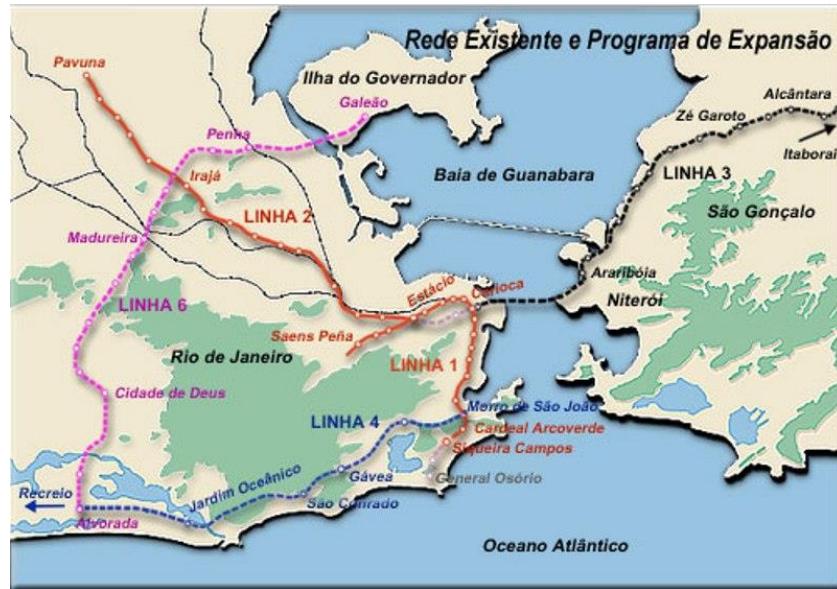 Rede Existente e Programa de Expansão
Pavuna
Ilha do Governador
Galeão
Alcântara
Zé Garoto
Penha
Itaborai
Irajá
Baia de Guanabara
LINHA 3
LINHA 2
São Gonçalo
Madureira
Araribóia
Estácio
Carioca
Niterói
LINHA 6
Saens Peña
Rio de Janeiro
LINHA 1
Cidade de Deus
LINHA 4
Morro de São João
Cardeal Arcoverde
Siqueira Campos
Gávea
General Osório
Jardim Oceânico
Recreio
São Conrado
Alvorada
Oceano Atlântico